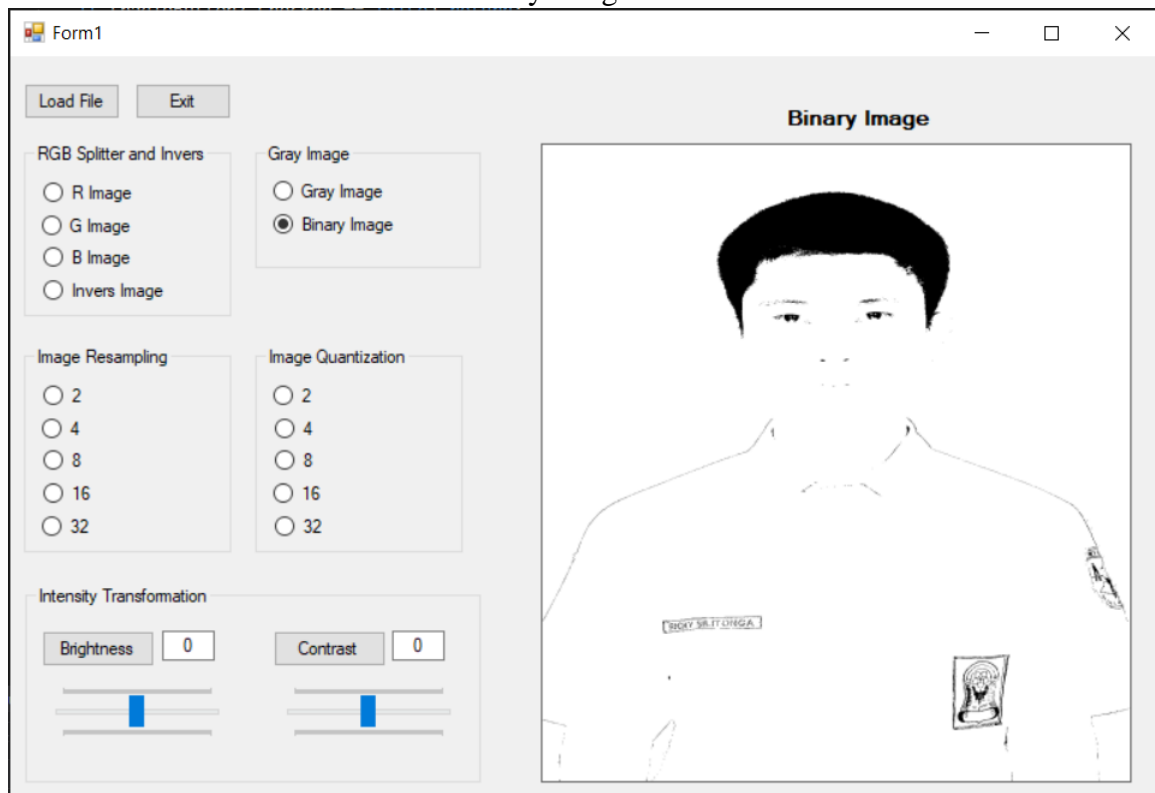 Form1
Load File
Exit
Binary Image
RGB Splitter and Invers
R Image
G Image
B Image
Invers Image
Gray Image
Gray Image
Binary Image
Image Resampling
2
4
8
16
32
Image Quantization
2
4
8
16
32
Intensity Transformation
Brightness
0
Contrast
0